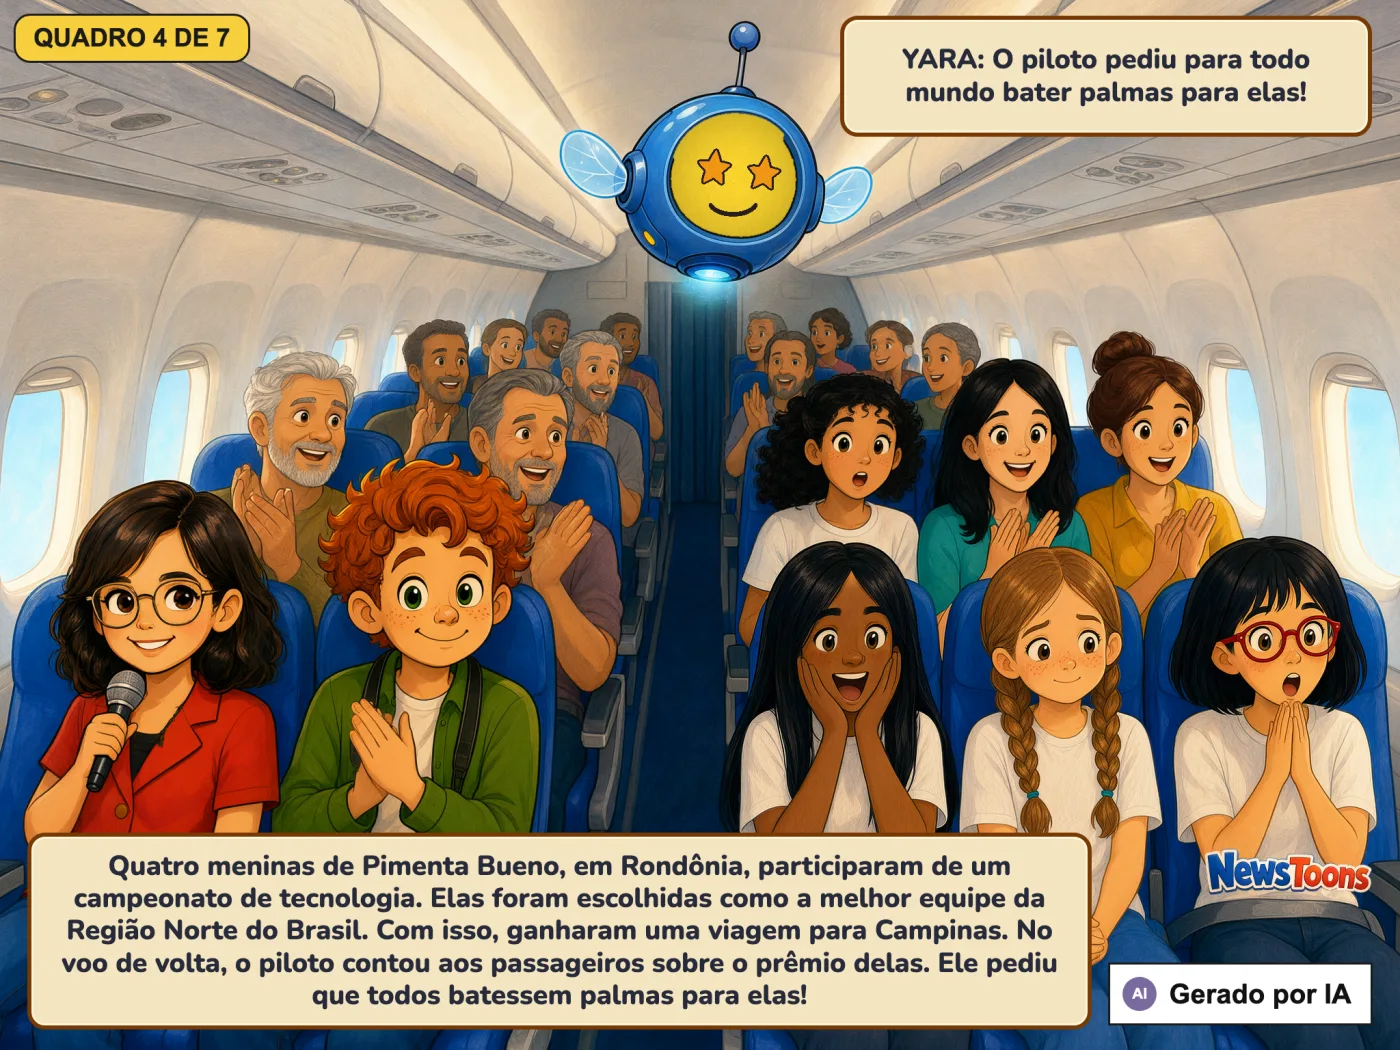 QUADRO 4 DE 7
YARA: O piloto pediu para todo
mundo bater palmas para elas!
Quatro meninas de Pimenta Bueno, em Rondônia, participaram de um
campeonato de tecnologia. Elas foram escolhidas como a melhor equipe da
Região Norte do Brasil. Com isso, ganharam uma viagem para Campinas. No
voo de volta, o piloto contou aos passageiros sobre o prêmio delas. Ele pediu
que todos batessem palmas para elas!
NewsToons
AI Gerado por IA